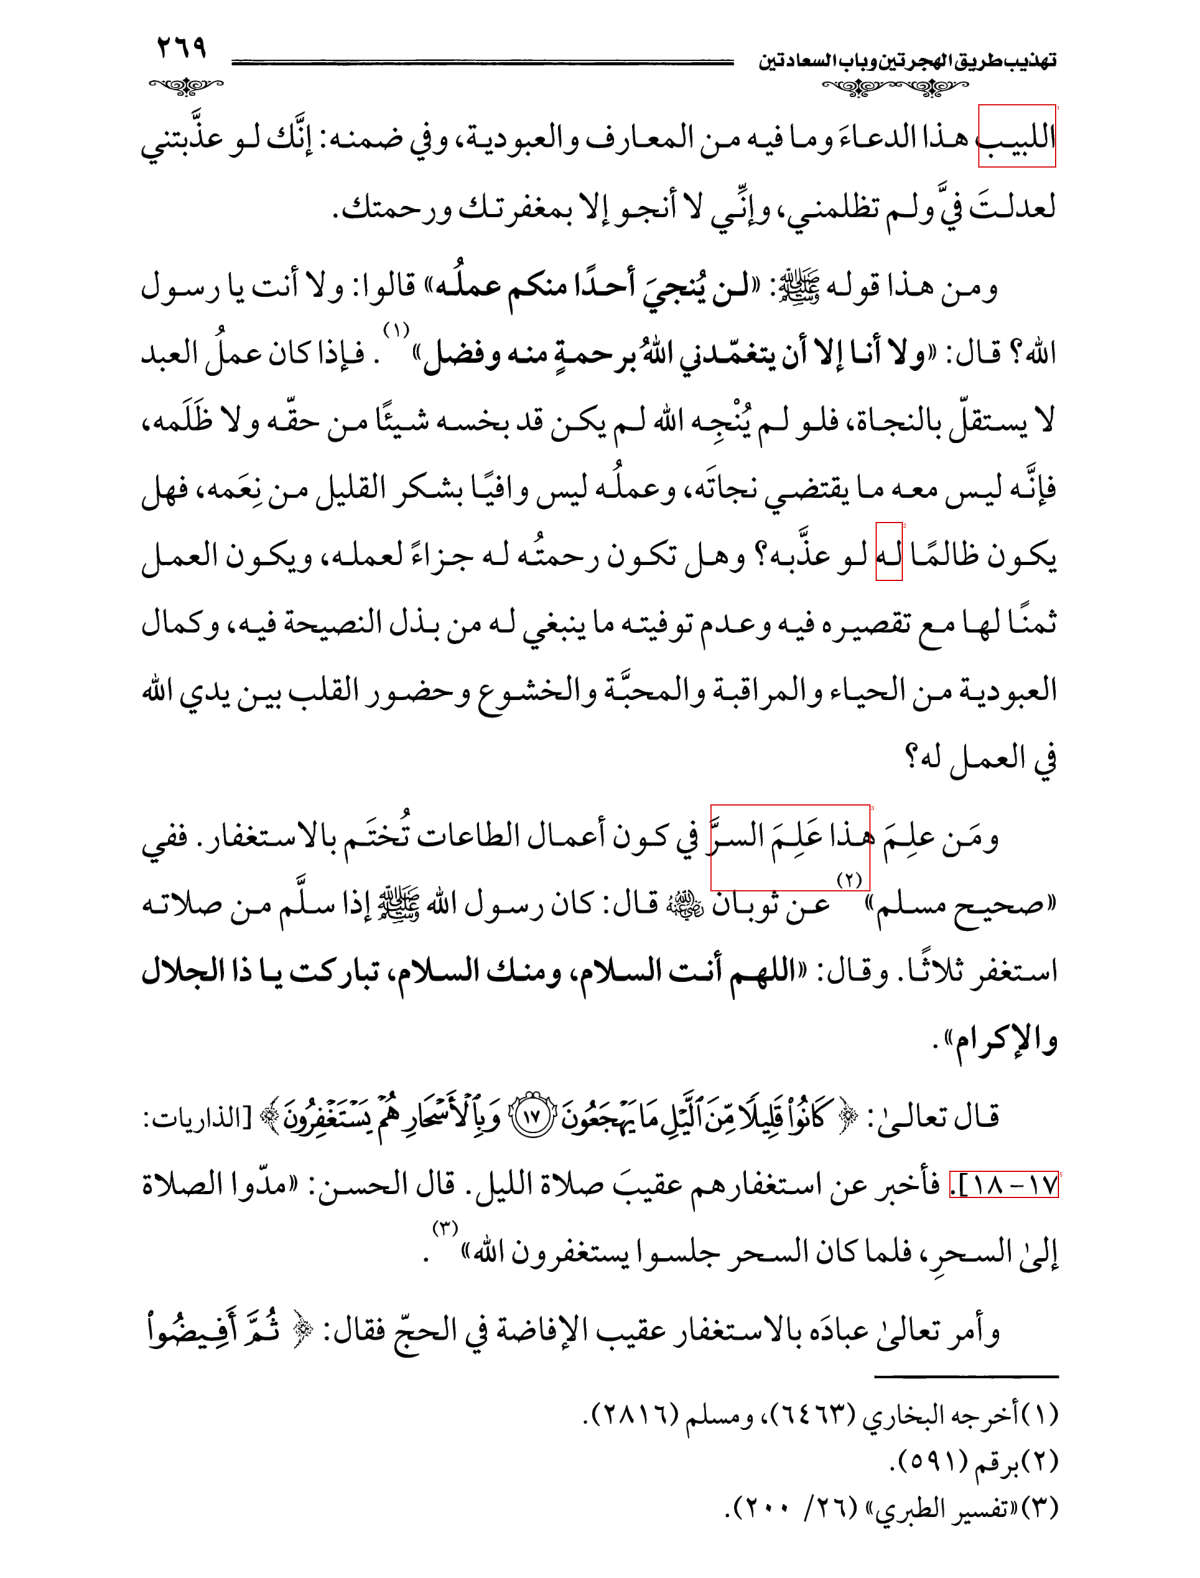 تهذيب طريق الهجرتين وباب السعادتين ٢٦٩
اللبيب هذا الدعاءَ وما فيه من المعارف والعبودية، وفي ضمنه: إنَّك لو عذَّبتني
لعدلتَ فيَّ ولم تظلمني، وإنِّي لا أنجو إلا بمغفرتك ورحمتك.
ومن هذا قوله ﷺ: «لن يُنجيَ أحدًا منكم عملُه» قالوا: ولا أنت يا رسول
الله؟ قال: «ولا أنا إلا أن يتغمّدني اللهُ برحمةٍ منه وفضل»(١). فإذا كان عملُ العبد
لا يستقلّ بالنجاة، فلو لم يُنْجِه الله لم يكن قد بخسه شيئًا من حقّه ولا ظَلَمه،
فإنَّه ليس معه ما يقتضي نجاتَه، وعملُه ليس وافيًا بشكر القليل من نِعَمه، فهل
يكون ظالمًا له لو عذَّبه؟ وهل تكون رحمتُه له جزاءً لعمله، ويكون العمل
ثمنًا لها مع تقصيره فيه وعدم توفيته ما ينبغي له من بذل النصيحة فيه، وكمال
العبودية من الحياء والمراقبة والمحبَّة والخشوع وحضور القلب بين يدي الله
في العمل له؟
ومَن علِمَ هذا عَلِمَ السرَّ في كون أعمال الطاعات تُختَم بالاستغفار. ففي
«صحيح مسلم»(٢) عن ثوبان رضي الله عنه قال: كان رسول الله ﷺ إذا سلَّم من صلاته
استغفر ثلاثًا. وقال: «اللهم أنت السلام، ومنك السلام، تباركت يا ذا الجلال
والإكرام».
قال تعالىٰ: ﴿كَانُوا۟ قَلِيلًا مِّنَ ٱلَّيۡلِ مَا يَهۡجَعُونَ ١٧ وَبِٱلۡأَسۡحَارِ هُمۡ يَسۡتَغۡفِرُونَ﴾ [الذاريات:
١٧-١٨]. فأخبر عن استغفارهم عقيبَ صلاة الليل. قال الحسن: «مدّوا الصلاة
إلىٰ السحرِ، فلما كان السحر جلسوا يستغفرون الله»(٣).
وأمر تعالىٰ عبادَه بالاستغفار عقيب الإفاضة في الحجّ فقال: ﴿ثُمَّ أَفِيضُوا۟
(١) أخرجه البخاري (٦٤٦٣)، ومسلم (٢٨١٦).
(٢) برقم (٥٩١).
(٣) «تفسير الطبري» (٢٦/ ٢٠٠).